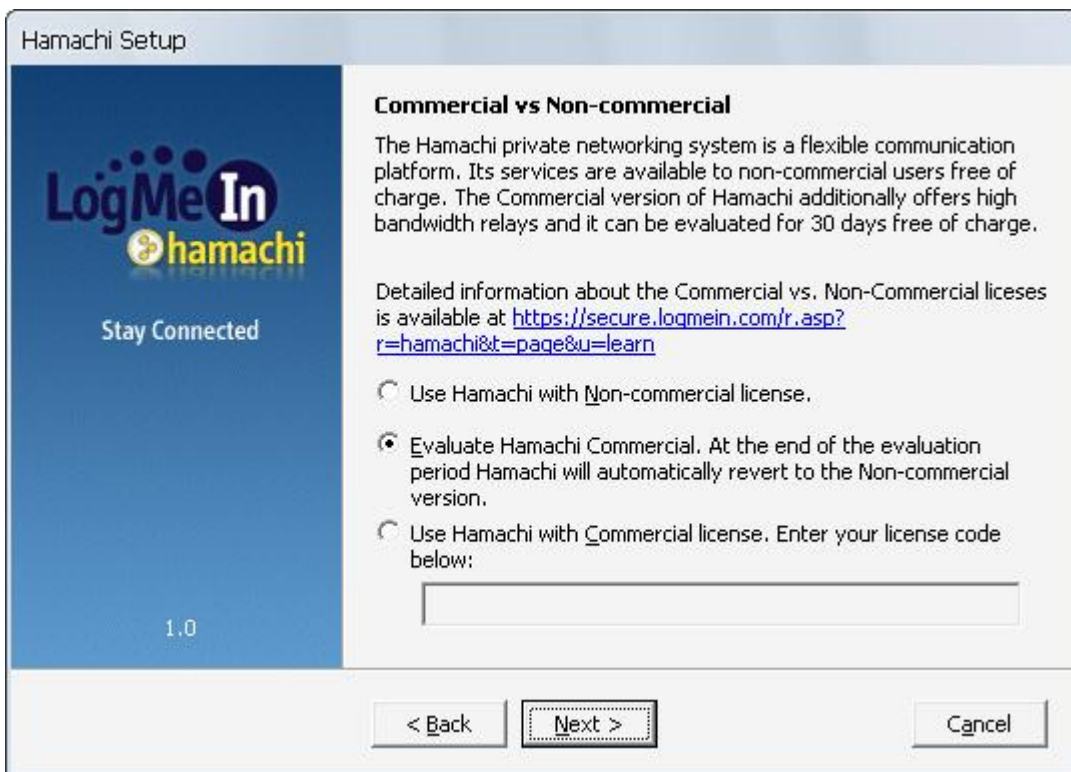 Hamachi Setup
LogMeIn
hamachi
Stay Connected
1.0
Commercial vs Non-commercial
The Hamachi private networking system is a flexible communication
platform. Its services are available to non-commercial users free of
charge. The Commercial version of Hamachi additionally offers high
bandwidth relays and it can be evaluated for 30 days free of charge.
Detailed information about the Commercial vs. Non-Commercial liceses
is available at https://secure.logmein.com/r.asp?
r=hamachi&t=page&u=learn
Use Hamachi with Non-commercial license.
Evaluate Hamachi Commercial. At the end of the evaluation
period Hamachi will automatically revert to the Non-commercial
version.
Use Hamachi with Commercial license. Enter your license code
below:
< Back
Next >
Cancel